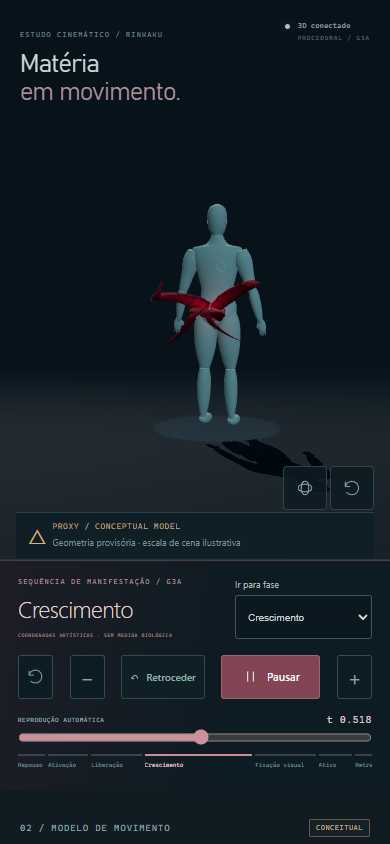 3D conectado
ESTUDO CINEMÁTICO / RINKAKU
PROCEDURAL / G3A
Matéria
em movimento.
PROXY / CONCEPTUAL MODEL
Geometria provisória · escala de cena ilustrativa
SEQUÊNCIA DE MANIFESTAÇÃO / G3A
Ir para fase
Crescimento
Crescimento
COORDENADAS ARTÍSTICAS · SEM MEDIDA BIOLÓGICA
− Retroceder Pausar +
REPRODUÇÃO AUTOMÁTICA t 0.518
Repouso Ativação Liberação Crescimento Fixação visual Ativo Retra
02 / MODELO DE MOVIMENTO CONCEITUAL